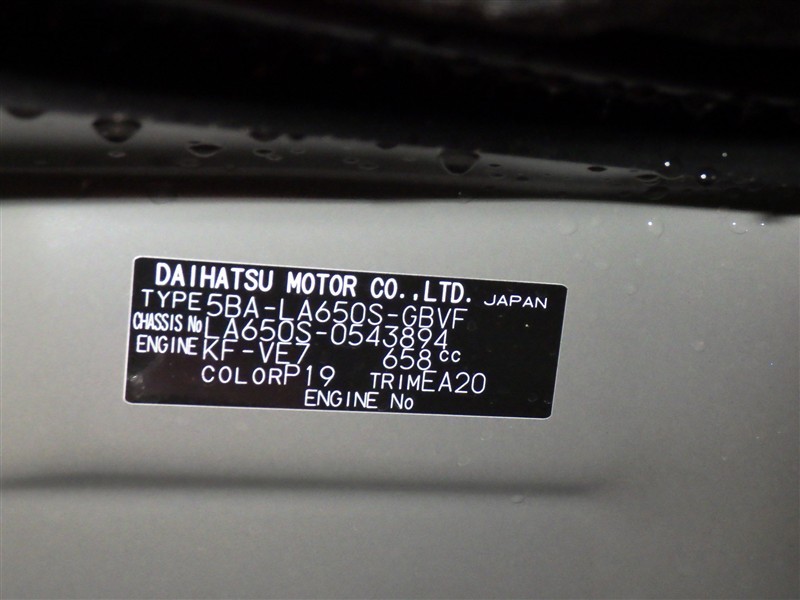 DAIHATSU MOTOR CO.,LTD. JAPAN
TYPE 5BA-LA650S-GBVF
CHASSIS No LA650S-0543894
ENGINE KF-VE7 658cc
COLOR P19 TRIM EA20
ENGINE No